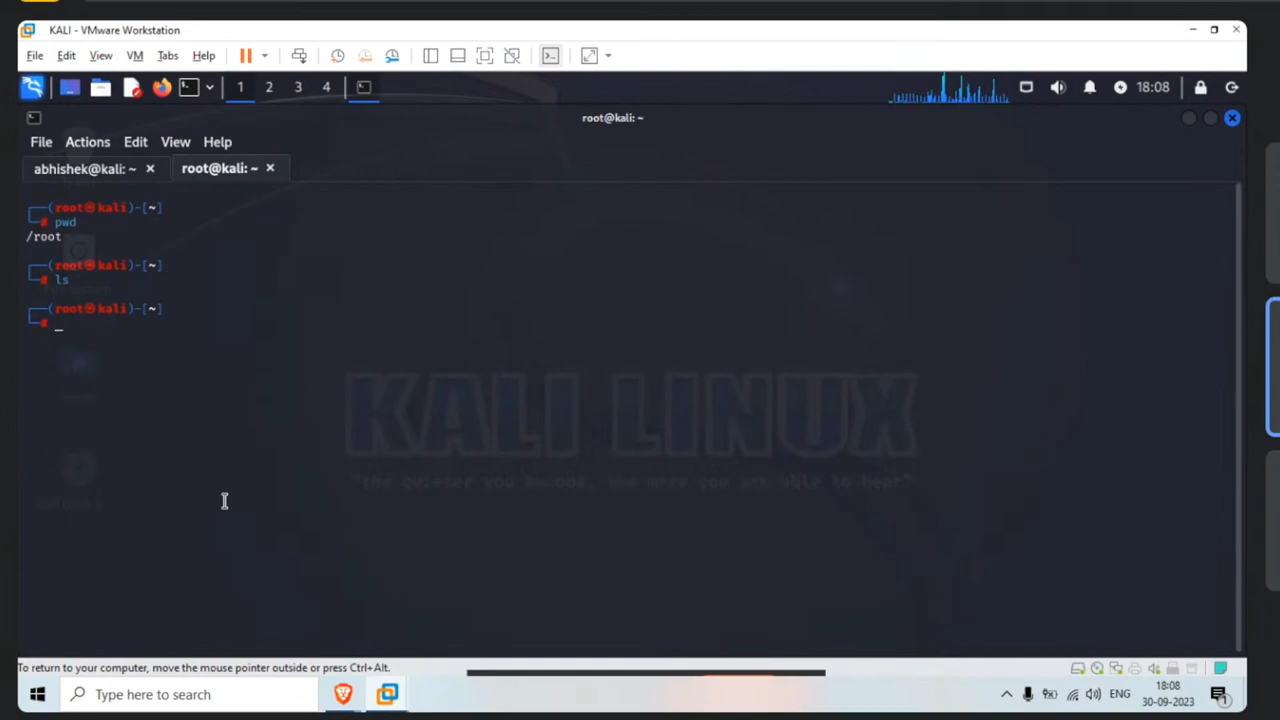 KALI - VMware Workstation
File Edit View VM Tabs Help
1 2 3 4 18:08
root@kali: ~
File Actions Edit View Help
abhishek@kali: ~ root@kali: ~
┌──(root㉿kali)-[~]
└─# pwd
/root
┌──(root㉿kali)-[~]
└─# ls
┌──(root㉿kali)-[~]
└─# _
KALI LINUX
"the quieter you become, the more you are able to hear"
To return to your computer, move the mouse pointer outside or press Ctrl+Alt.
Type here to search
ENG
18:08
30-09-2023
1